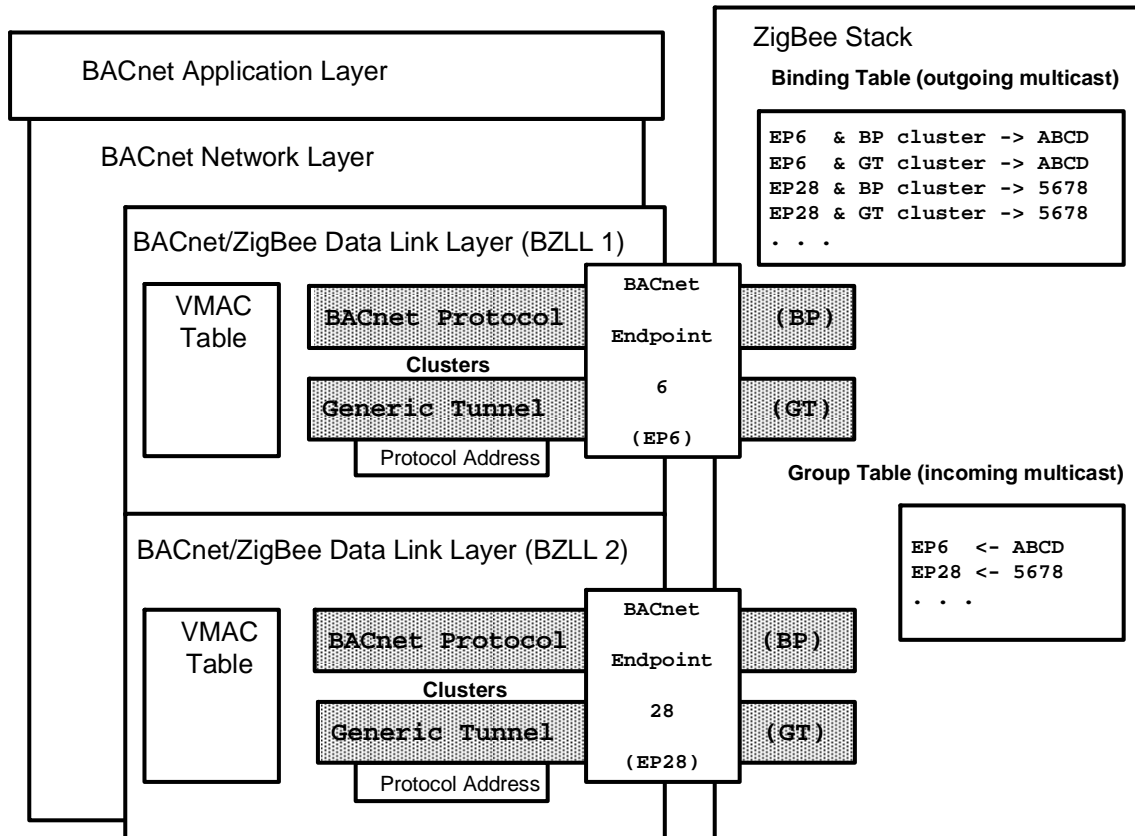 BACnet Application Layer
BACnet Network Layer
BACnet/ZigBee Data Link Layer (BZLL 1)
VMAC
Table
BACnet Protocol
Clusters
Generic Tunnel
Protocol Address
BACnet
Endpoint
6
(EP6)
(BP)
(GT)
BACnet/ZigBee Data Link Layer (BZLL 2)
VMAC
Table
BACnet Protocol
Clusters
Generic Tunnel
Protocol Address
BACnet
Endpoint
28
(EP28)
(BP)
(GT)
ZigBee Stack
Binding Table (outgoing multicast)
EP6 & BP cluster -> ABCD
EP6 & GT cluster -> ABCD
EP28 & BP cluster -> 5678
EP28 & GT cluster -> 5678
. . .
Group Table (incoming multicast)
EP6 <- ABCD
EP28 <- 5678
. . .